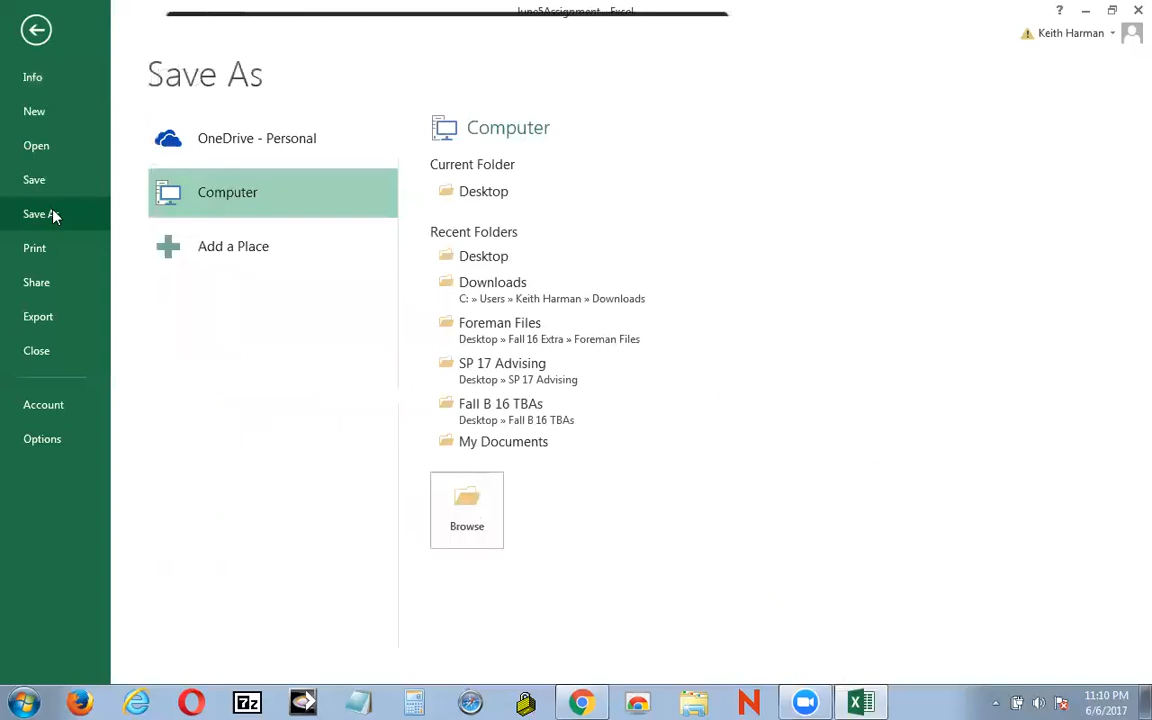 June5Assignment - Excel
?
Keith Harman
Info
New
Open
Save
Save As
Print
Share
Export
Close
Account
Options
Save As
OneDrive - Personal
Computer
Add a Place
Computer
Current Folder
Desktop
Recent Folders
Desktop
Downloads
C: » Users » Keith Harman » Downloads
Foreman Files
Desktop » Fall 16 Extra » Foreman Files
SP 17 Advising
Desktop » SP 17 Advising
Fall B 16 TBAs
Desktop » Fall B 16 TBAs
My Documents
Browse
7z
N
11:10 PM
6/6/2017